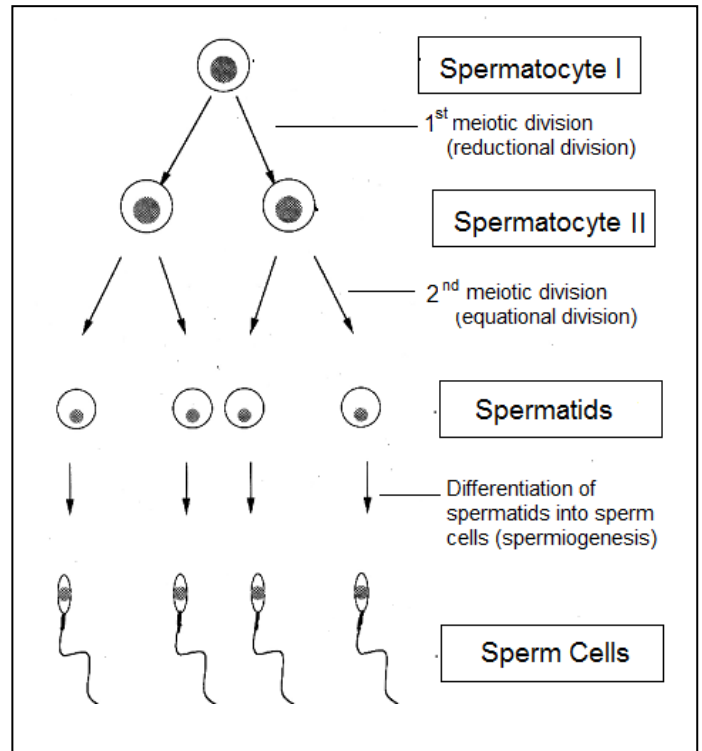 Spermatocyte I
1st meiotic division
(reductional division)
Spermatocyte II
2nd meiotic division
(equational division)
Spermatids
Differentiation of
spermatids into sperm
cells (spermiogenesis)
Sperm Cells